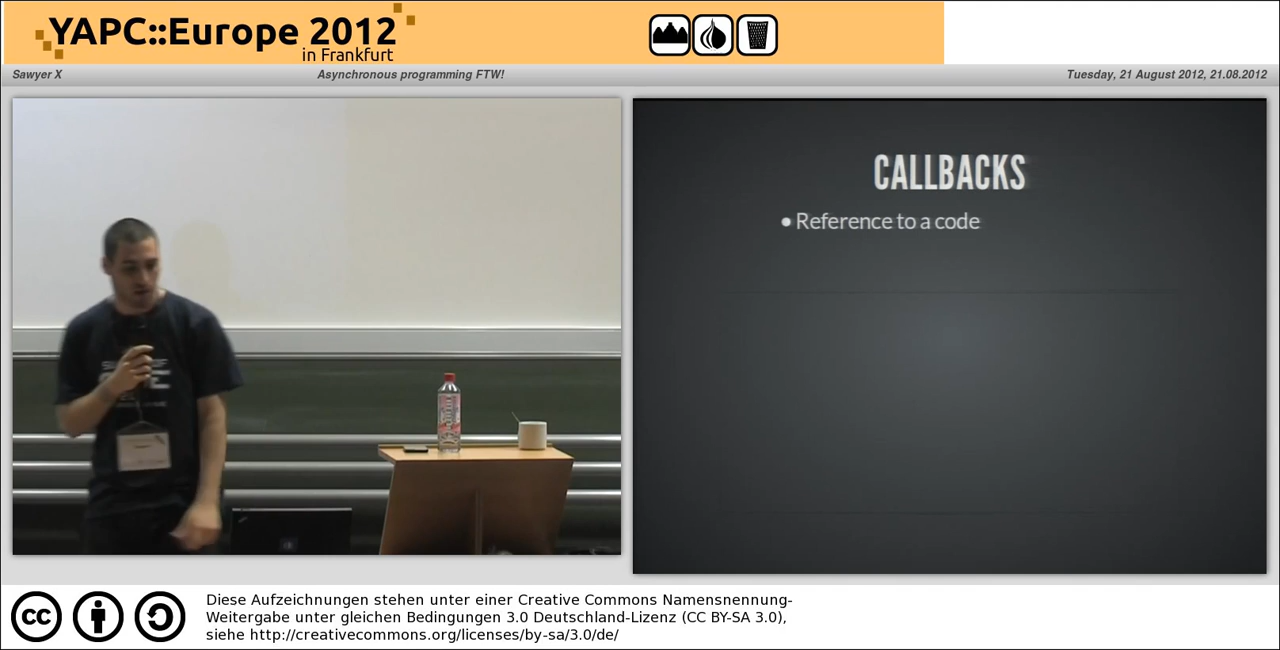 YAPC::Europe 2012
in Frankfurt
Sawyer X
Asynchronous programming FTW!
Tuesday, 21 August 2012, 21.08.2012
CALLBACKS
• Reference to a code
cc
Diese Aufzeichnungen stehen unter einer Creative Commons Namensnennung-
Weitergabe unter gleichen Bedingungen 3.0 Deutschland-Lizenz (CC BY-SA 3.0),
siehe http://creativecommons.org/licenses/by-sa/3.0/de/